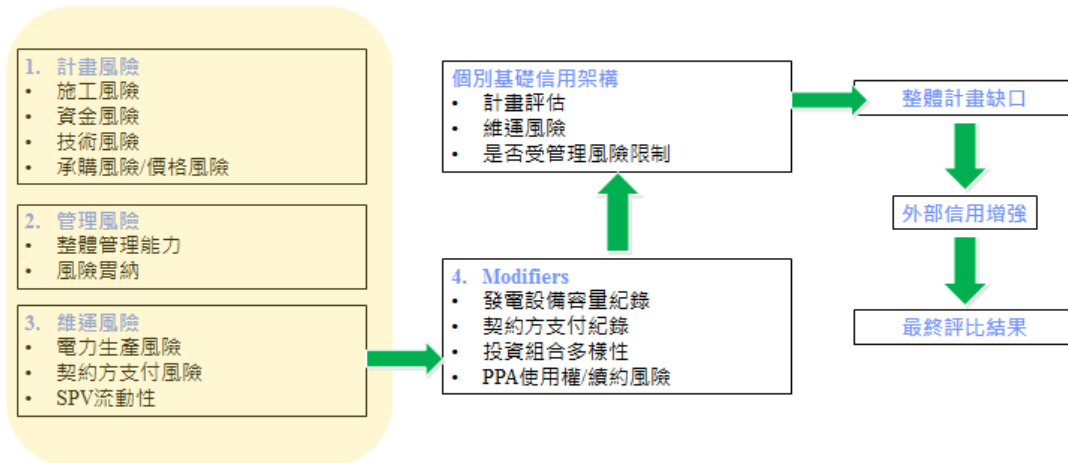 1. 計畫風險
• 施工風險
• 資金風險
• 技術風險
• 承購風險/價格風險
2. 管理風險
• 整體管理能力
• 風險胃納
3. 維運風險
• 電力生產風險
• 契約方支付風險
• SPV流動性
4. Modifiers
• 發電設備容量紀錄
• 契約方支付紀錄
• 投資組合多樣性
• PPA使用權/續約風險
個別基礎信用架構
• 計畫評估
• 維運風險
• 是否受管理風險限制
整體計畫缺口
外部信用增強
最終評比結果